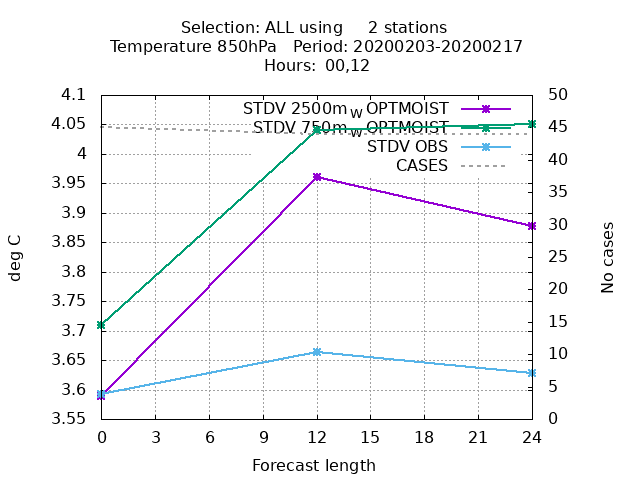 Selection: ALL using 2 stations
Temperature 850hPa Period: 20200203-20200217
Hours: 00,12
STDV 2500m W OPTMOIST
STDV 750m W OPTMOIST
STDV OBS
CASES
4.1
4.05
4
3.95
3.9
3.85
3.8
3.75
3.7
3.65
3.6
3.55
50
45
40
35
30
25
20
15
10
5
0
deg C
No cases
0 3 6 9 12 15 18 21 24
Forecast length